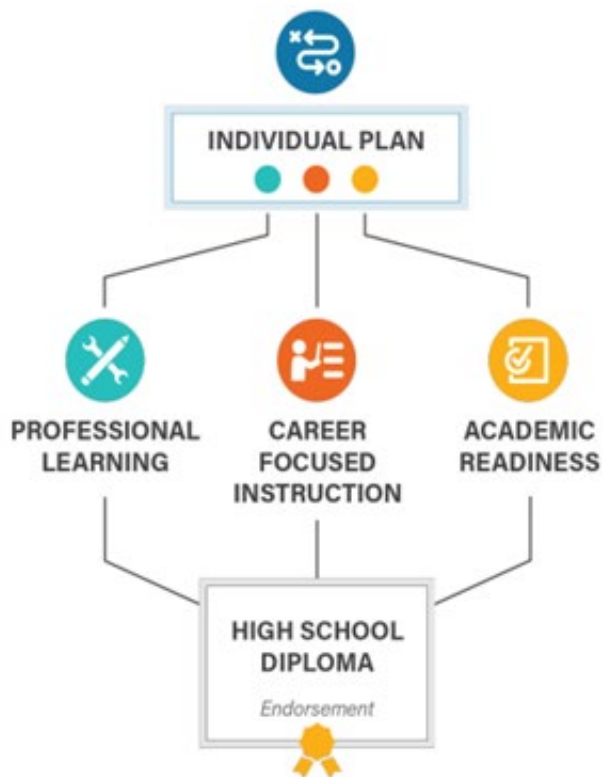 INDIVIDUAL PLAN
PROFESSIONAL
LEARNING
CAREER
FOCUSED
INSTRUCTION
ACADEMIC
READINESS
HIGH SCHOOL
DIPLOMA
Endorsement